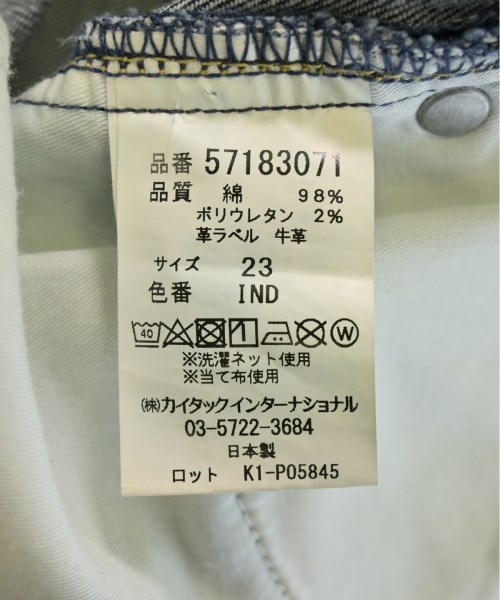 品番 57183071
品質 綿 98%
ポリウレタン 2%
革ラベル 牛革
サイズ 23
色番 IND
40 W
※洗濯ネット使用
※当て布使用
㈱カイタックインターナショナル
03-5722-3684
日本製
ロット K1-P05845